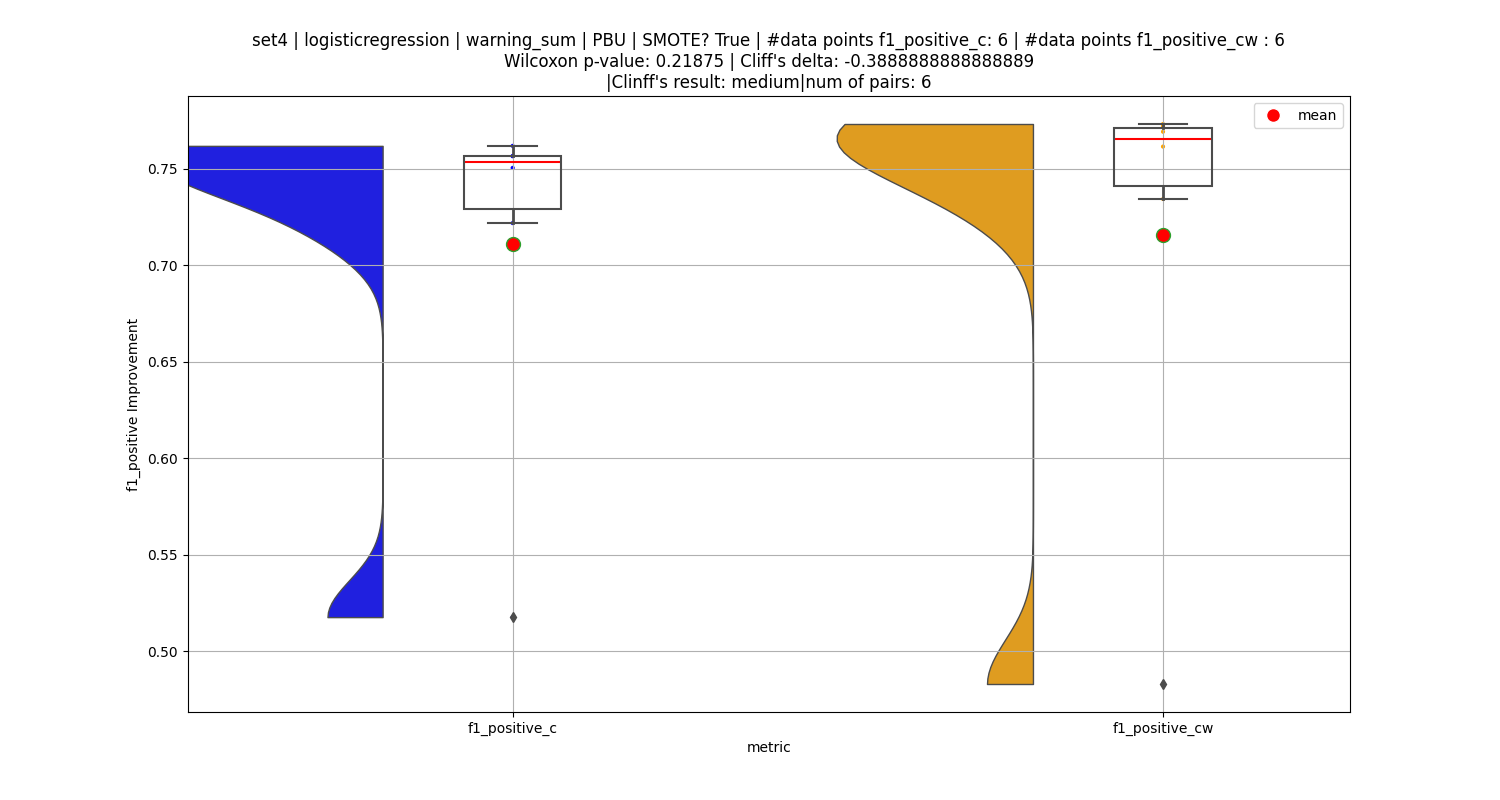 set4 | logisticregression | warning_sum | PBU | SMOTE? True | #data points f1_positive_c: 6 | #data points f1_positive_cw : 6
Wilcoxon p-value: 0.21875 | Cliff's delta: -0.3888888888888889
|Clinff's result: medium|num of pairs: 6
mean
0.75
0.70
0.65
0.60
0.55
0.50
f1_positive Improvement
f1_positive_c
f1_positive_cw
metric